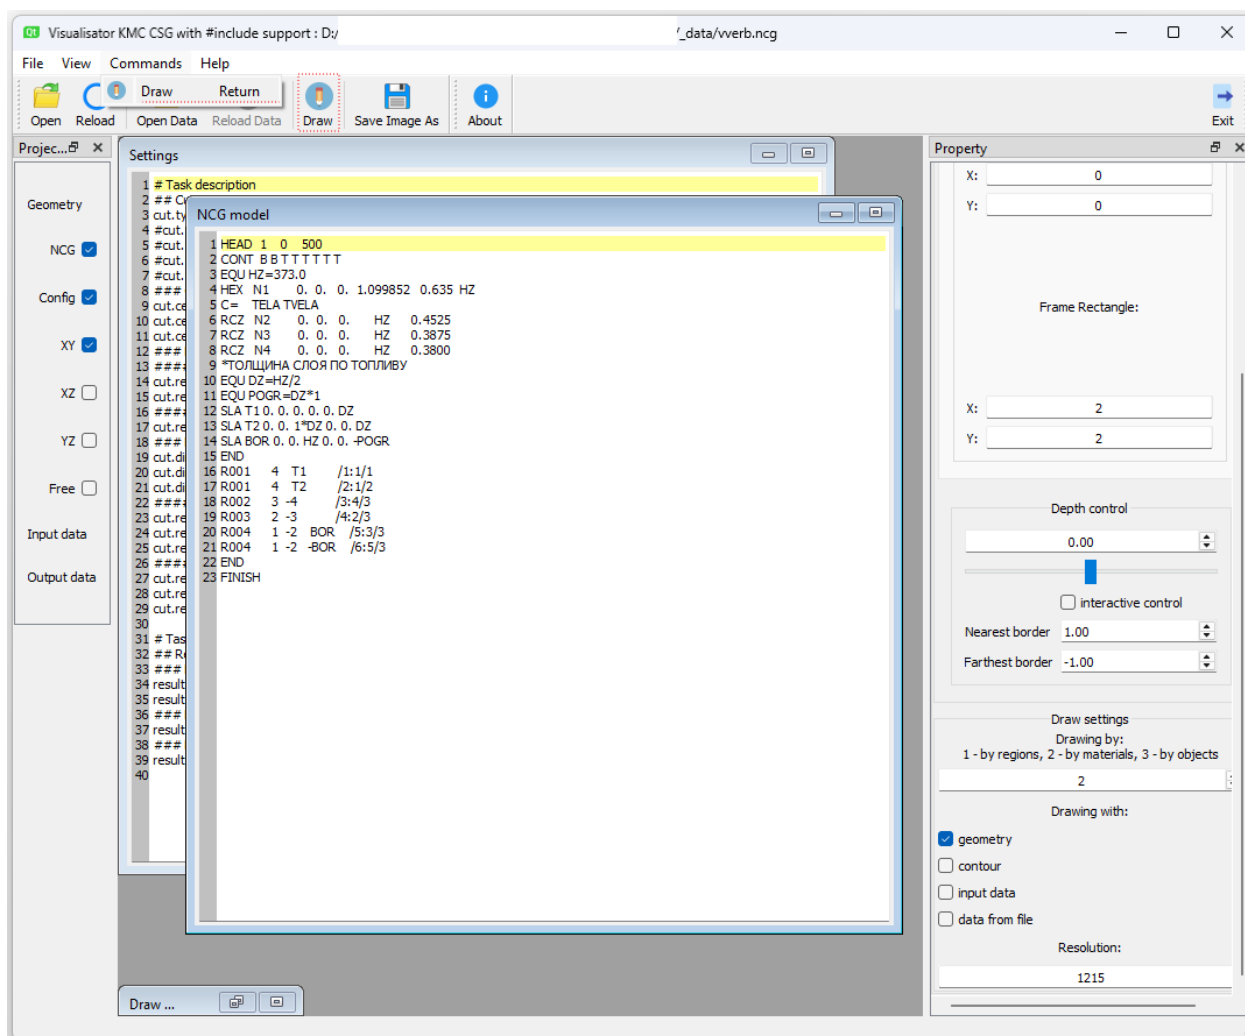 Visualisator KMC CSG with #include support : D:/ /_data/vverb.ncg
File View Commands Help
Draw Return
Open Reload Open Data Reload Data Draw Save Image As About Exit
Projec...
Geometry
NCG
Config
XY
XZ
YZ
Free
Input data
Output data
Settings
1 # Task description
2 ## C
3 cut.ty
4 #cut.
5 #cut.
6 #cut.
7 #cut.
8 ###
9 cut.ce
10 cut.ce
11 cut.ce
12 ###
13 ####
14 cut.re
15 cut.re
16 ####
17 cut.re
18 ###
19 cut.di
20 cut.di
21 cut.di
22 ####
23 cut.re
24 cut.re
25 cut.re
26 ####
27 cut.re
28 cut.re
29 cut.re
30
31 # Tas
32 ## R
33 ###
34 result
35 result
36 ###
37 result
38 ###
39 result
40
NCG model
1 HEAD 1 0 500
2 CONT B B T T T T T T
3 EQU HZ=373.0
4 HEX N1 0. 0. 0. 1.099852 0.635 HZ
5 C= TELA TVELA
6 RCZ N2 0. 0. 0. HZ 0.4525
7 RCZ N3 0. 0. 0. HZ 0.3875
8 RCZ N4 0. 0. 0. HZ 0.3800
9 *ТОЛЩИНА СЛОЯ ПО ТОПЛИВУ
10 EQU DZ=HZ/2
11 EQU POGR=DZ*1
12 SLA T1 0. 0. 0. 0. 0. DZ
13 SLA T2 0. 0. 1*DZ 0. 0. DZ
14 SLA BOR 0. 0. HZ 0. 0. -POGR
15 END
16 R001 4 T1 /1:1/1
17 R001 4 T2 /2:1/2
18 R002 3 -4 /3:4/3
19 R003 2 -3 /4:2/3
20 R004 1 -2 BOR /5:3/3
21 R004 1 -2 -BOR /6:5/3
22 END
23 FINISH
Draw ...
Property
X: 0
Y: 0
Frame Rectangle:
X: 2
Y: 2
Depth control
0.00
interactive control
Nearest border 1.00
Farthest border -1.00
Draw settings
Drawing by:
1 - by regions, 2 - by materials, 3 - by objects
2
Drawing with:
geometry
contour
input data
data from file
Resolution:
1215